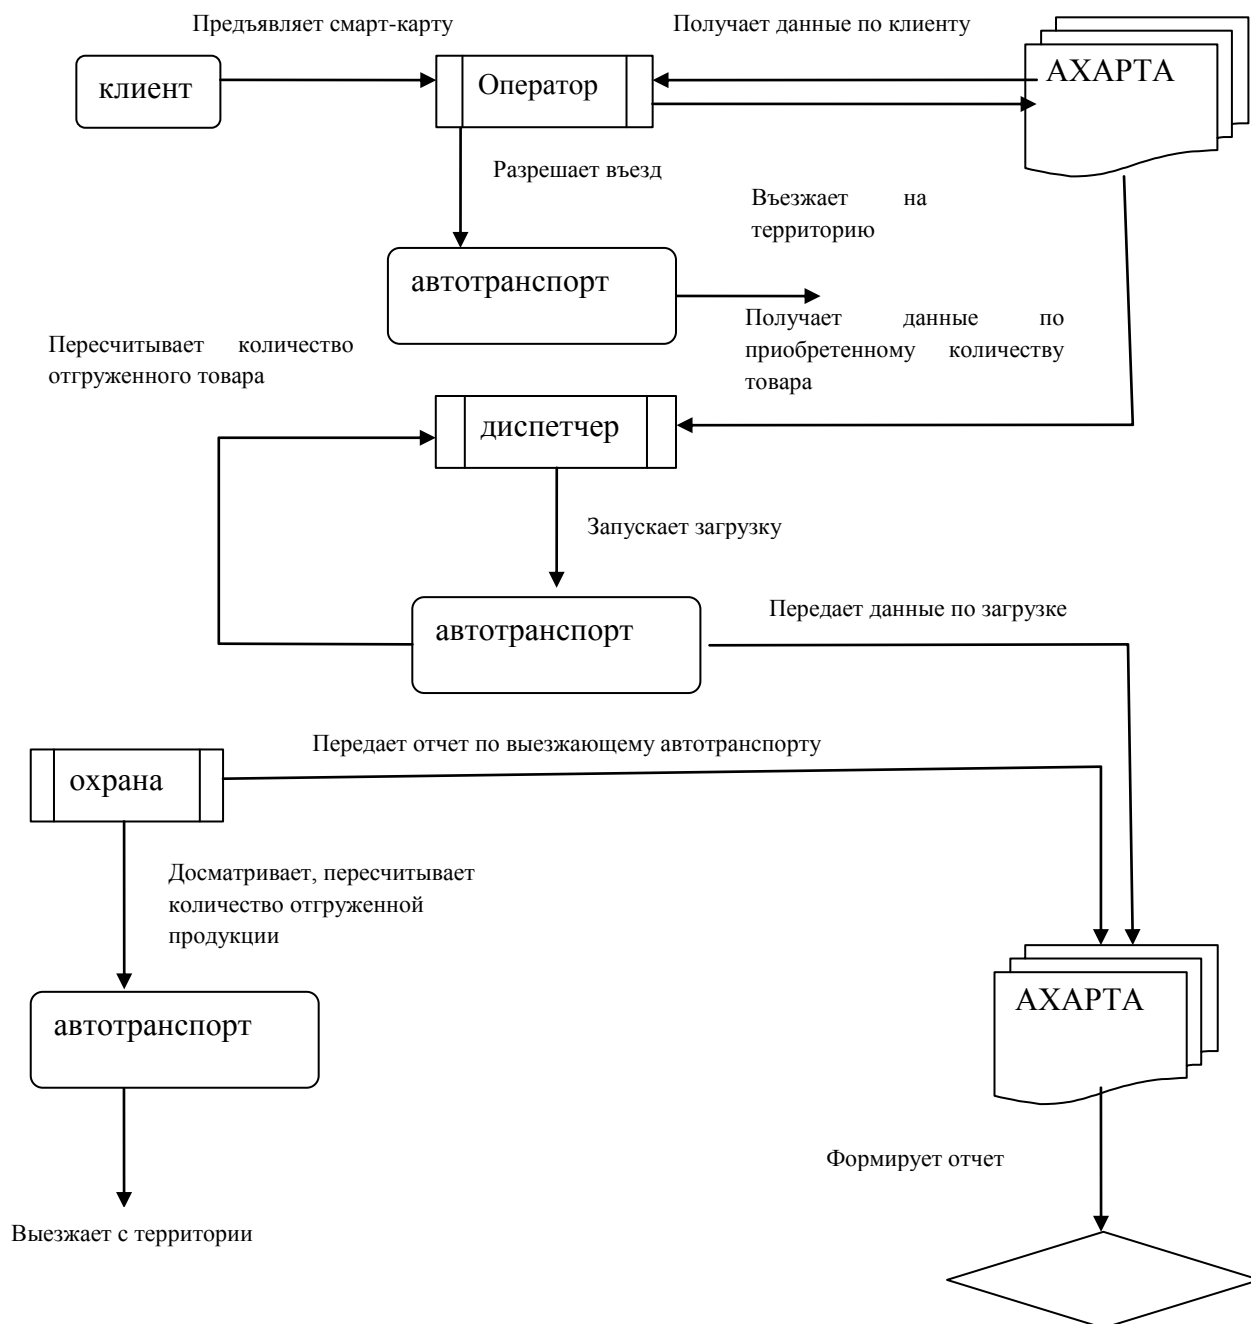 Предъявляет смарт-карту
Получает данные по клиенту
клиент
Оператор
АХАРТА
Разрешает въезд
Въезжает на
территорию
автотранспорт
Получает данные по
приобретенному количеству
товара
Пересчитывает количество
отгруженного товара
диспетчер
Запускает загрузку
автотранспорт
Передает данные по загрузке
Передает отчет по выезжающему автотранспорту
охрана
Досматривает, пересчитывает
количество отгруженной
продукции
автотранспорт
АХАРТА
Формирует отчет
Выезжает с территории